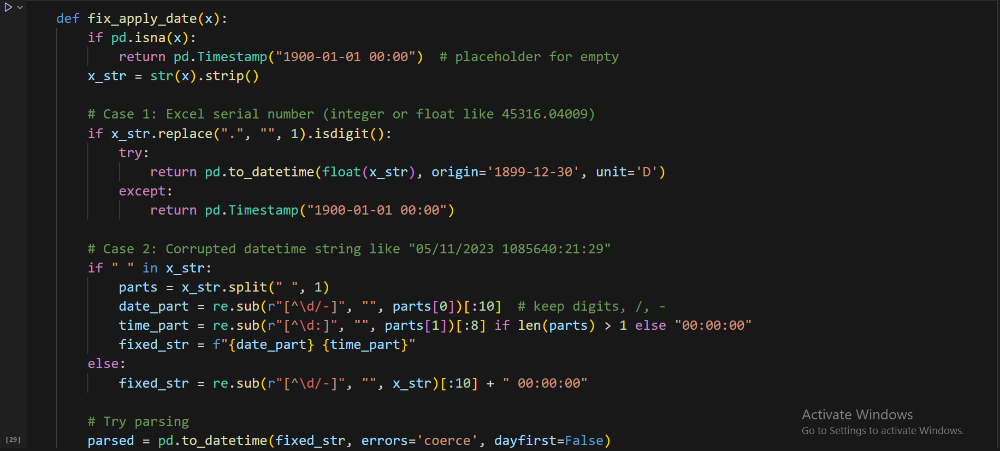 def fix_apply_date(x):
    if pd.isna(x):
        return pd.Timestamp("1900-01-01 00:00")  # placeholder for empty
    x_str = str(x).strip()

    # Case 1: Excel serial number (integer or float like 45316.04009)
    if x_str.replace(".", "", 1).isdigit():
        try:
            return pd.to_datetime(float(x_str), origin='1899-12-30', unit='D')
        except:
            return pd.Timestamp("1900-01-01 00:00")

    # Case 2: Corrupted datetime string like "05/11/2023 1085640:21:29"
    if " " in x_str:
        parts = x_str.split(" ", 1)
        date_part = re.sub(r"[^\d/-]", "", parts[0])[:10]  # keep digits, /, -
        time_part = re.sub(r"[^\d:]", "", parts[1])[:8] if len(parts) > 1 else "00:00:00"
        fixed_str = f"{date_part} {time_part}"
    else:
        fixed_str = re.sub(r"[^\d/-]", "", x_str)[:10] + " 00:00:00"

    # Try parsing
    parsed = pd.to_datetime(fixed_str, errors='coerce', dayfirst=False)
[29]
Activate Windows
Go to Settings to activate Windows.